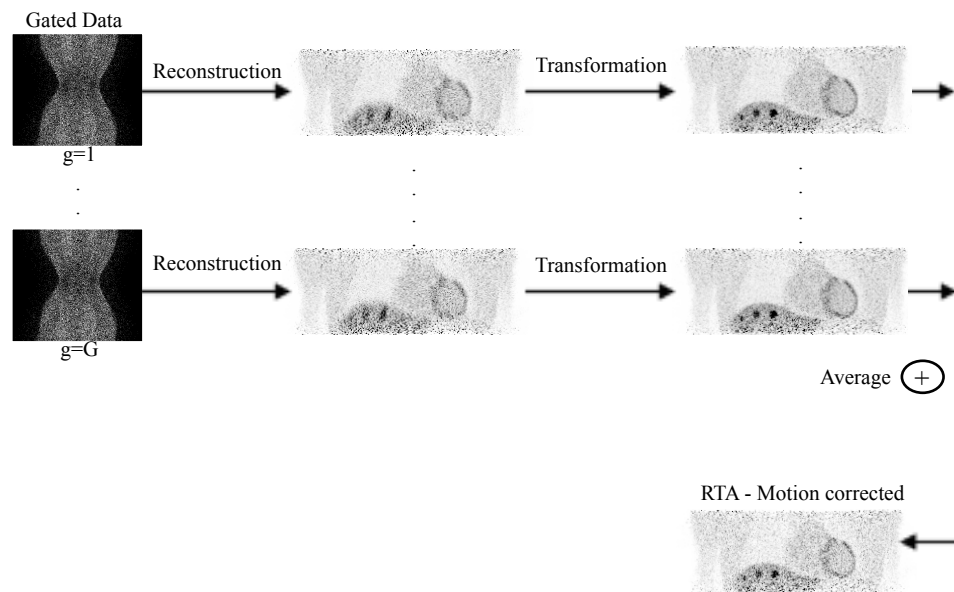 Gated Data
Reconstruction
Transformation
g=1
Reconstruction
Transformation
g=G
Average +
RTA - Motion corrected